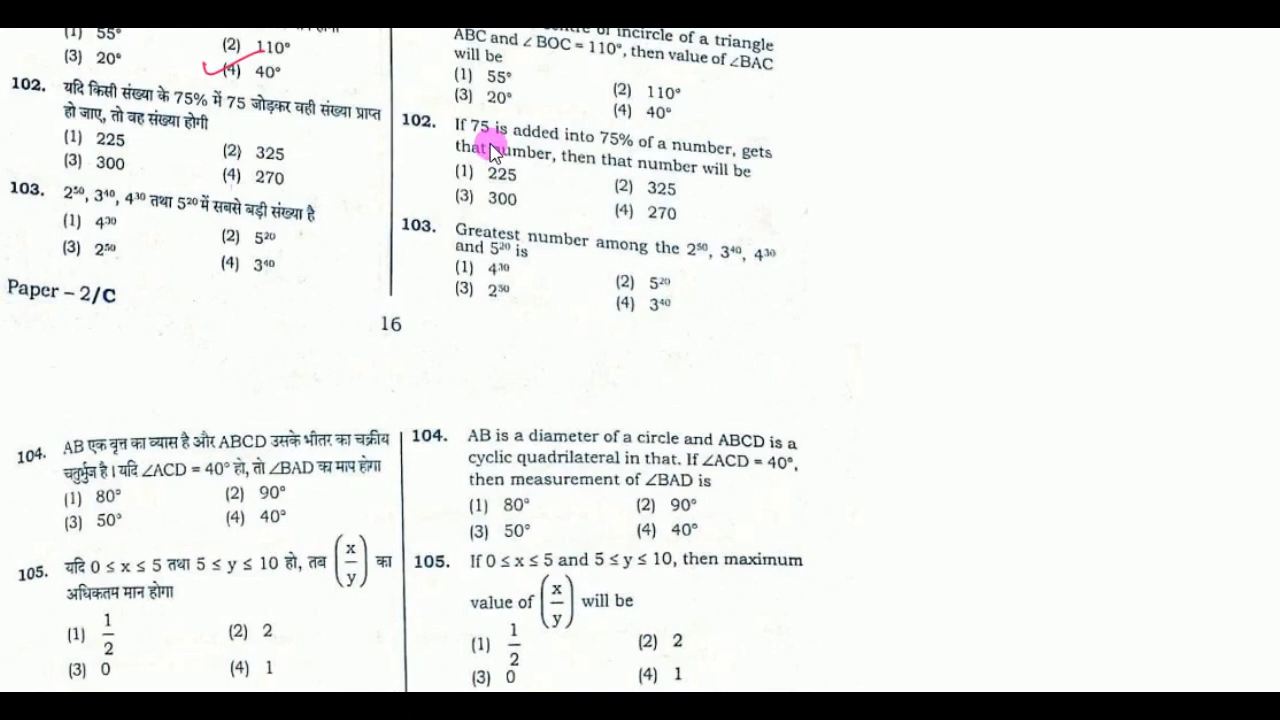 (1) 55°
(2) 110°
(3) 20°
(4) 40°
102. यदि किसी संख्या के 75% में 75 जोड़कर वही संख्या प्राप्त
हो जाए, तो वह संख्या होगी
(1) 225
(2) 325
(3) 300
(4) 270
103. 2⁵⁰, 3⁴⁰, 4³⁰ तथा 5²⁰ में सबसे बड़ी संख्या है
(1) 4³⁰
(2) 5²⁰
(3) 2⁵⁰
(4) 3⁴⁰
Paper – 2/C
of incircle of a triangle
ABC and ∠BOC = 110°, then value of ∠BAC
will be
(1) 55°
(2) 110°
(3) 20°
(4) 40°
102. If 75 is added into 75% of a number, gets
that number, then that number will be
(1) 225
(2) 325
(3) 300
(4) 270
103. Greatest number among the 2⁵⁰, 3⁴⁰, 4³⁰
and 5²⁰ is
(1) 4³⁰
(2) 5²⁰
(3) 2⁵⁰
(4) 3⁴⁰
16
104. AB एक वृत्त का व्यास है और ABCD उसके भीतर का चक्रीय
चतुर्भुज है। यदि ∠ACD = 40° हो, तो ∠BAD का माप होगा
(1) 80°
(2) 90°
(3) 50°
(4) 40°
105. यदि 0 ≤ x ≤ 5 तथा 5 ≤ y ≤ 10 हो, तब (x/y) का
अधिकतम मान होगा
(1) 1/2
(2) 2
(3) 0
(4) 1
104. AB is a diameter of a circle and ABCD is a
cyclic quadrilateral in that. If ∠ACD = 40°,
then measurement of ∠BAD is
(1) 80°
(2) 90°
(3) 50°
(4) 40°
105. If 0 ≤ x ≤ 5 and 5 ≤ y ≤ 10, then maximum
value of (x/y) will be
(1) 1/2
(2) 2
(3) 0
(4) 1